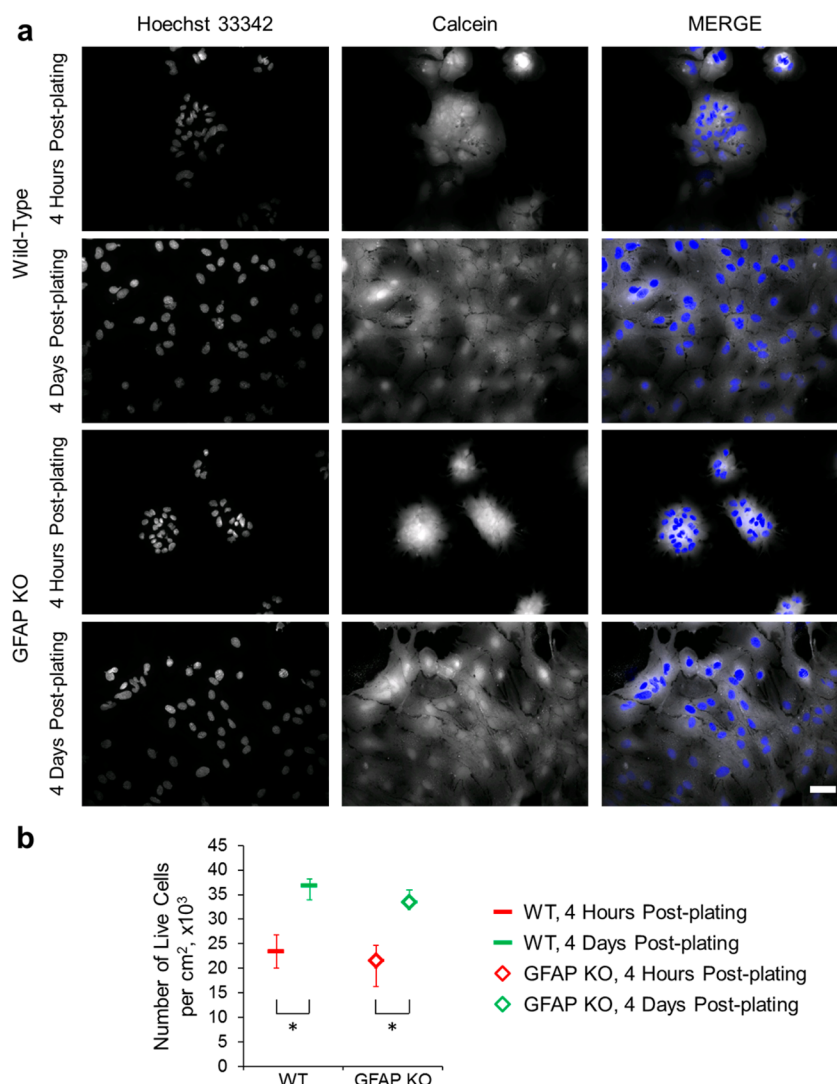 a
Hoechst 33342
Calcein
MERGE
Wild-Type
4 Hours Post-plating
4 Days Post-plating
GFAP KO
4 Hours Post-plating
4 Days Post-plating
b
Number of Live Cells
per cm², x10³
45
40
35
30
25
20
15
10
5
0
*
*
WT
GFAP KO
WT, 4 Hours Post-plating
WT, 4 Days Post-plating
GFAP KO, 4 Hours Post-plating
GFAP KO, 4 Days Post-plating